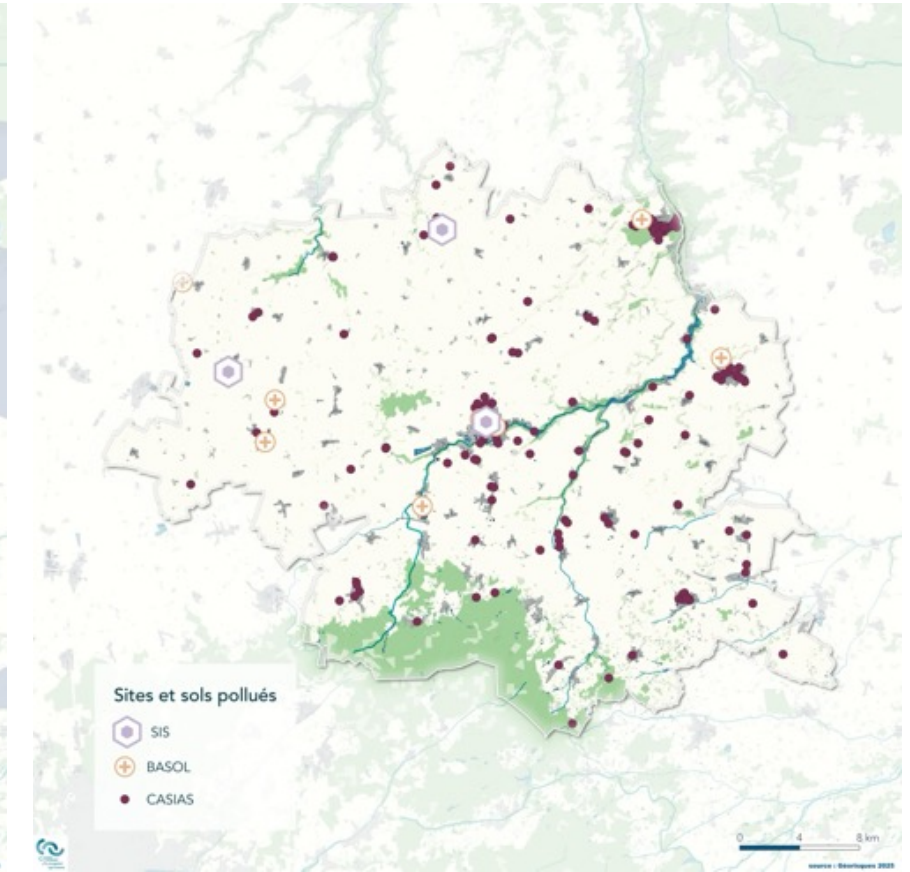 Sites et sols pollués
SIS
BASOL
CASIAS
0 4 8 km
source : Géorisques 2025